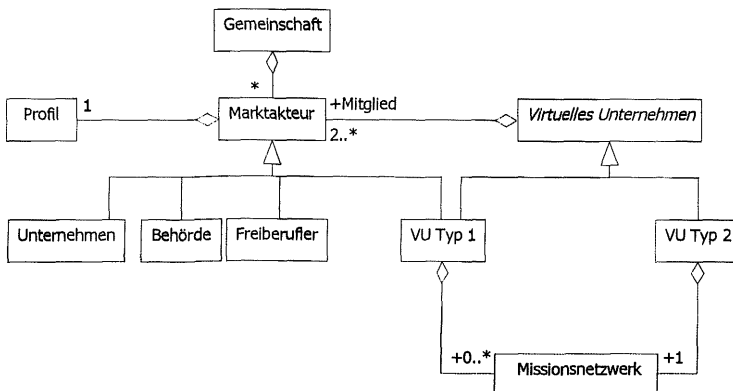 Gemeinschaft
*
Profil
1
Marktakteur
+Mitglied
2..*
Virtuelles Unternehmen
Unternehmen
Behörde
Freiberufler
VU Typ 1
VU Typ 2
+0..*
Missionsnetzwerk
+1